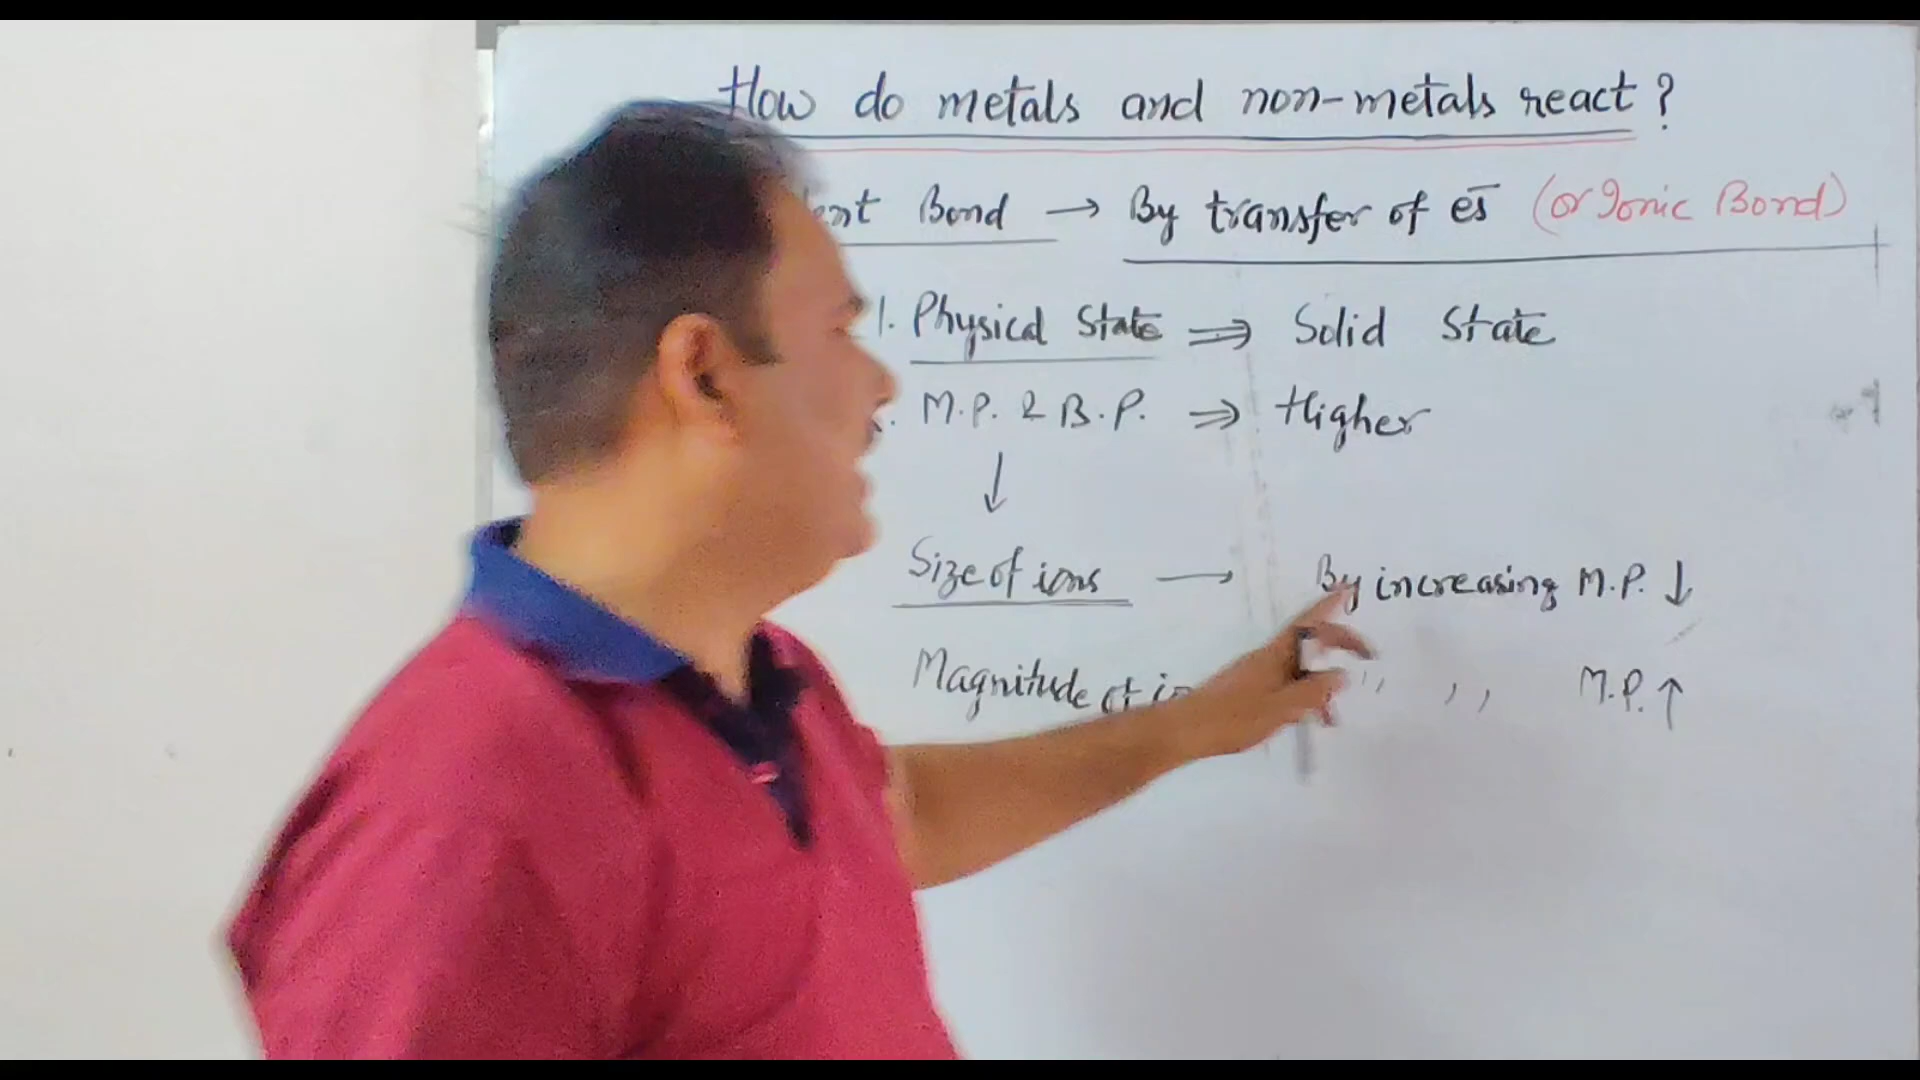 How do metals and non-metals react?
Bond → By transfer of es̄ (or Ionic Bond)
1. Physical State ⇒ Solid State
M.P. & B.P. ⇒ Higher
↓
Size of ions → By increasing M.P. ↓
Magnitude of ,, ,, M.P. ↑